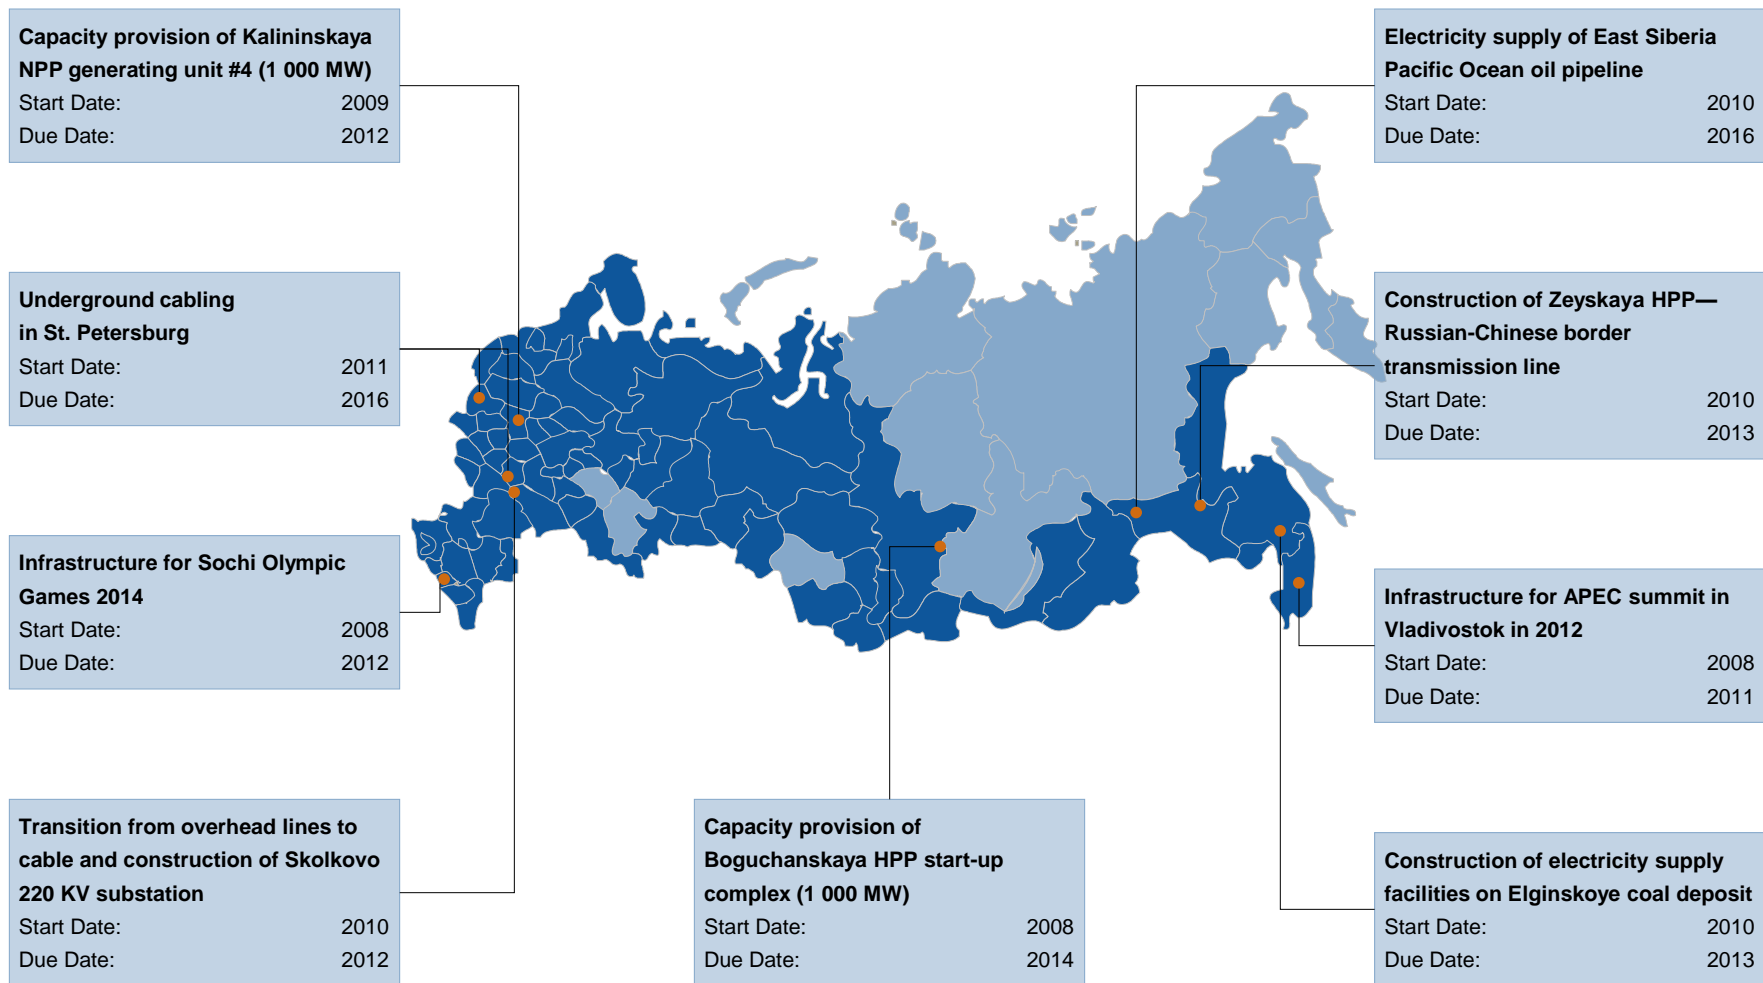 Capacity provision of Kalininskaya
NPP generating unit #4 (1 000 MW)
Start Date: 2009
Due Date: 2012
Underground cabling
in St. Petersburg
Start Date: 2011
Due Date: 2016
Infrastructure for Sochi Olympic
Games 2014
Start Date: 2008
Due Date: 2012
Transition from overhead lines to
cable and construction of Skolkovo
220 KV substation
Start Date: 2010
Due Date: 2012
Capacity provision of
Boguchanskaya HPP start-up
complex (1 000 MW)
Start Date: 2008
Due Date: 2014
Electricity supply of East Siberia
Pacific Ocean oil pipeline
Start Date: 2010
Due Date: 2016
Construction of Zeyskaya HPP—
Russian-Chinese border
transmission line
Start Date: 2010
Due Date: 2013
Infrastructure for APEC summit in
Vladivostok in 2012
Start Date: 2008
Due Date: 2011
Construction of electricity supply
facilities on Elginskoye coal deposit
Start Date: 2010
Due Date: 2013